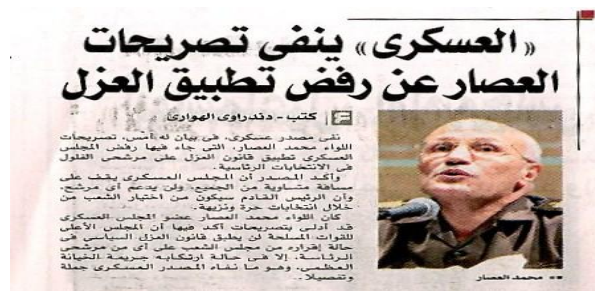 «العسكرى» ينفى تصريحات
العصار عن رفض تطبيق العزل
كتب - دندراوى الهوارى
نفى مصدر عسكرى، فى بيان له أمس، تصريحات
اللواء محمد العصار، التى جاء فيها رفض المجلس
العسكرى تطبيق قانون العزل على مرشحى الفلول
فى الانتخابات الرئاسية.
وأكد المصدر أن المجلس العسكرى يقف على
مسافة متساوية من الجميع، ولن يدعم أى مرشح،
وأن الرئيس القادم سيكون من اختيار الشعب من
خلال انتخابات حرة ونزيهة.
كان اللواء محمد العصار عضو المجلس العسكرى
قد أدلى بتصريحات أكد فيها أن المجلس الأعلى
للقوات المسلحة لن يطبق قانون العزل السياسى فى
حالة إقراره من مجلس الشعب على أى من مرشحى
الرئاسة، إلا فى حالة ارتكابه جريمة الخيانة
العظمى، وهو ما نفاه المصدر العسكرى جملة
وتفصيلا.
محمد العصار